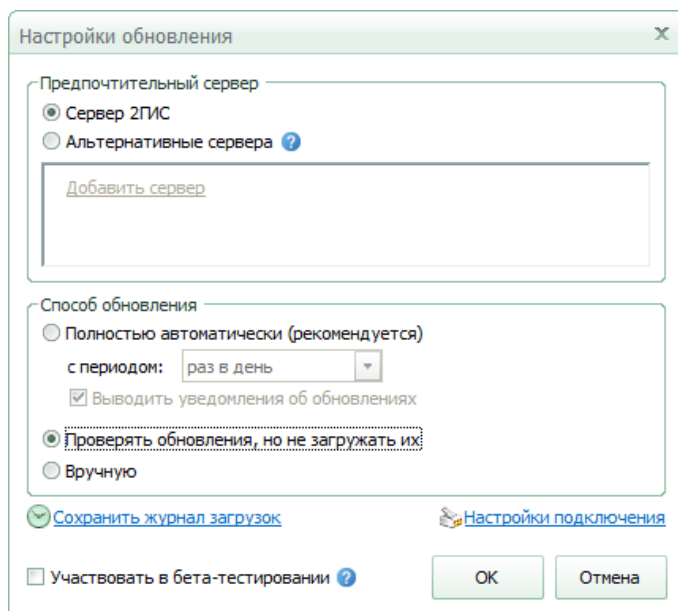 Настройки обновления
Предпочтительный сервер
Сервер 2ГИС
Альтернативные сервера
Добавить сервер
Способ обновления
Полностью автоматически (рекомендуется)
с периодом: раз в день
Выводить уведомления об обновлениях
Проверять обновления, но не загружать их
Вручную
Сохранить журнал загрузок Настройки подключения
Участвовать в бета-тестировании OK Отмена